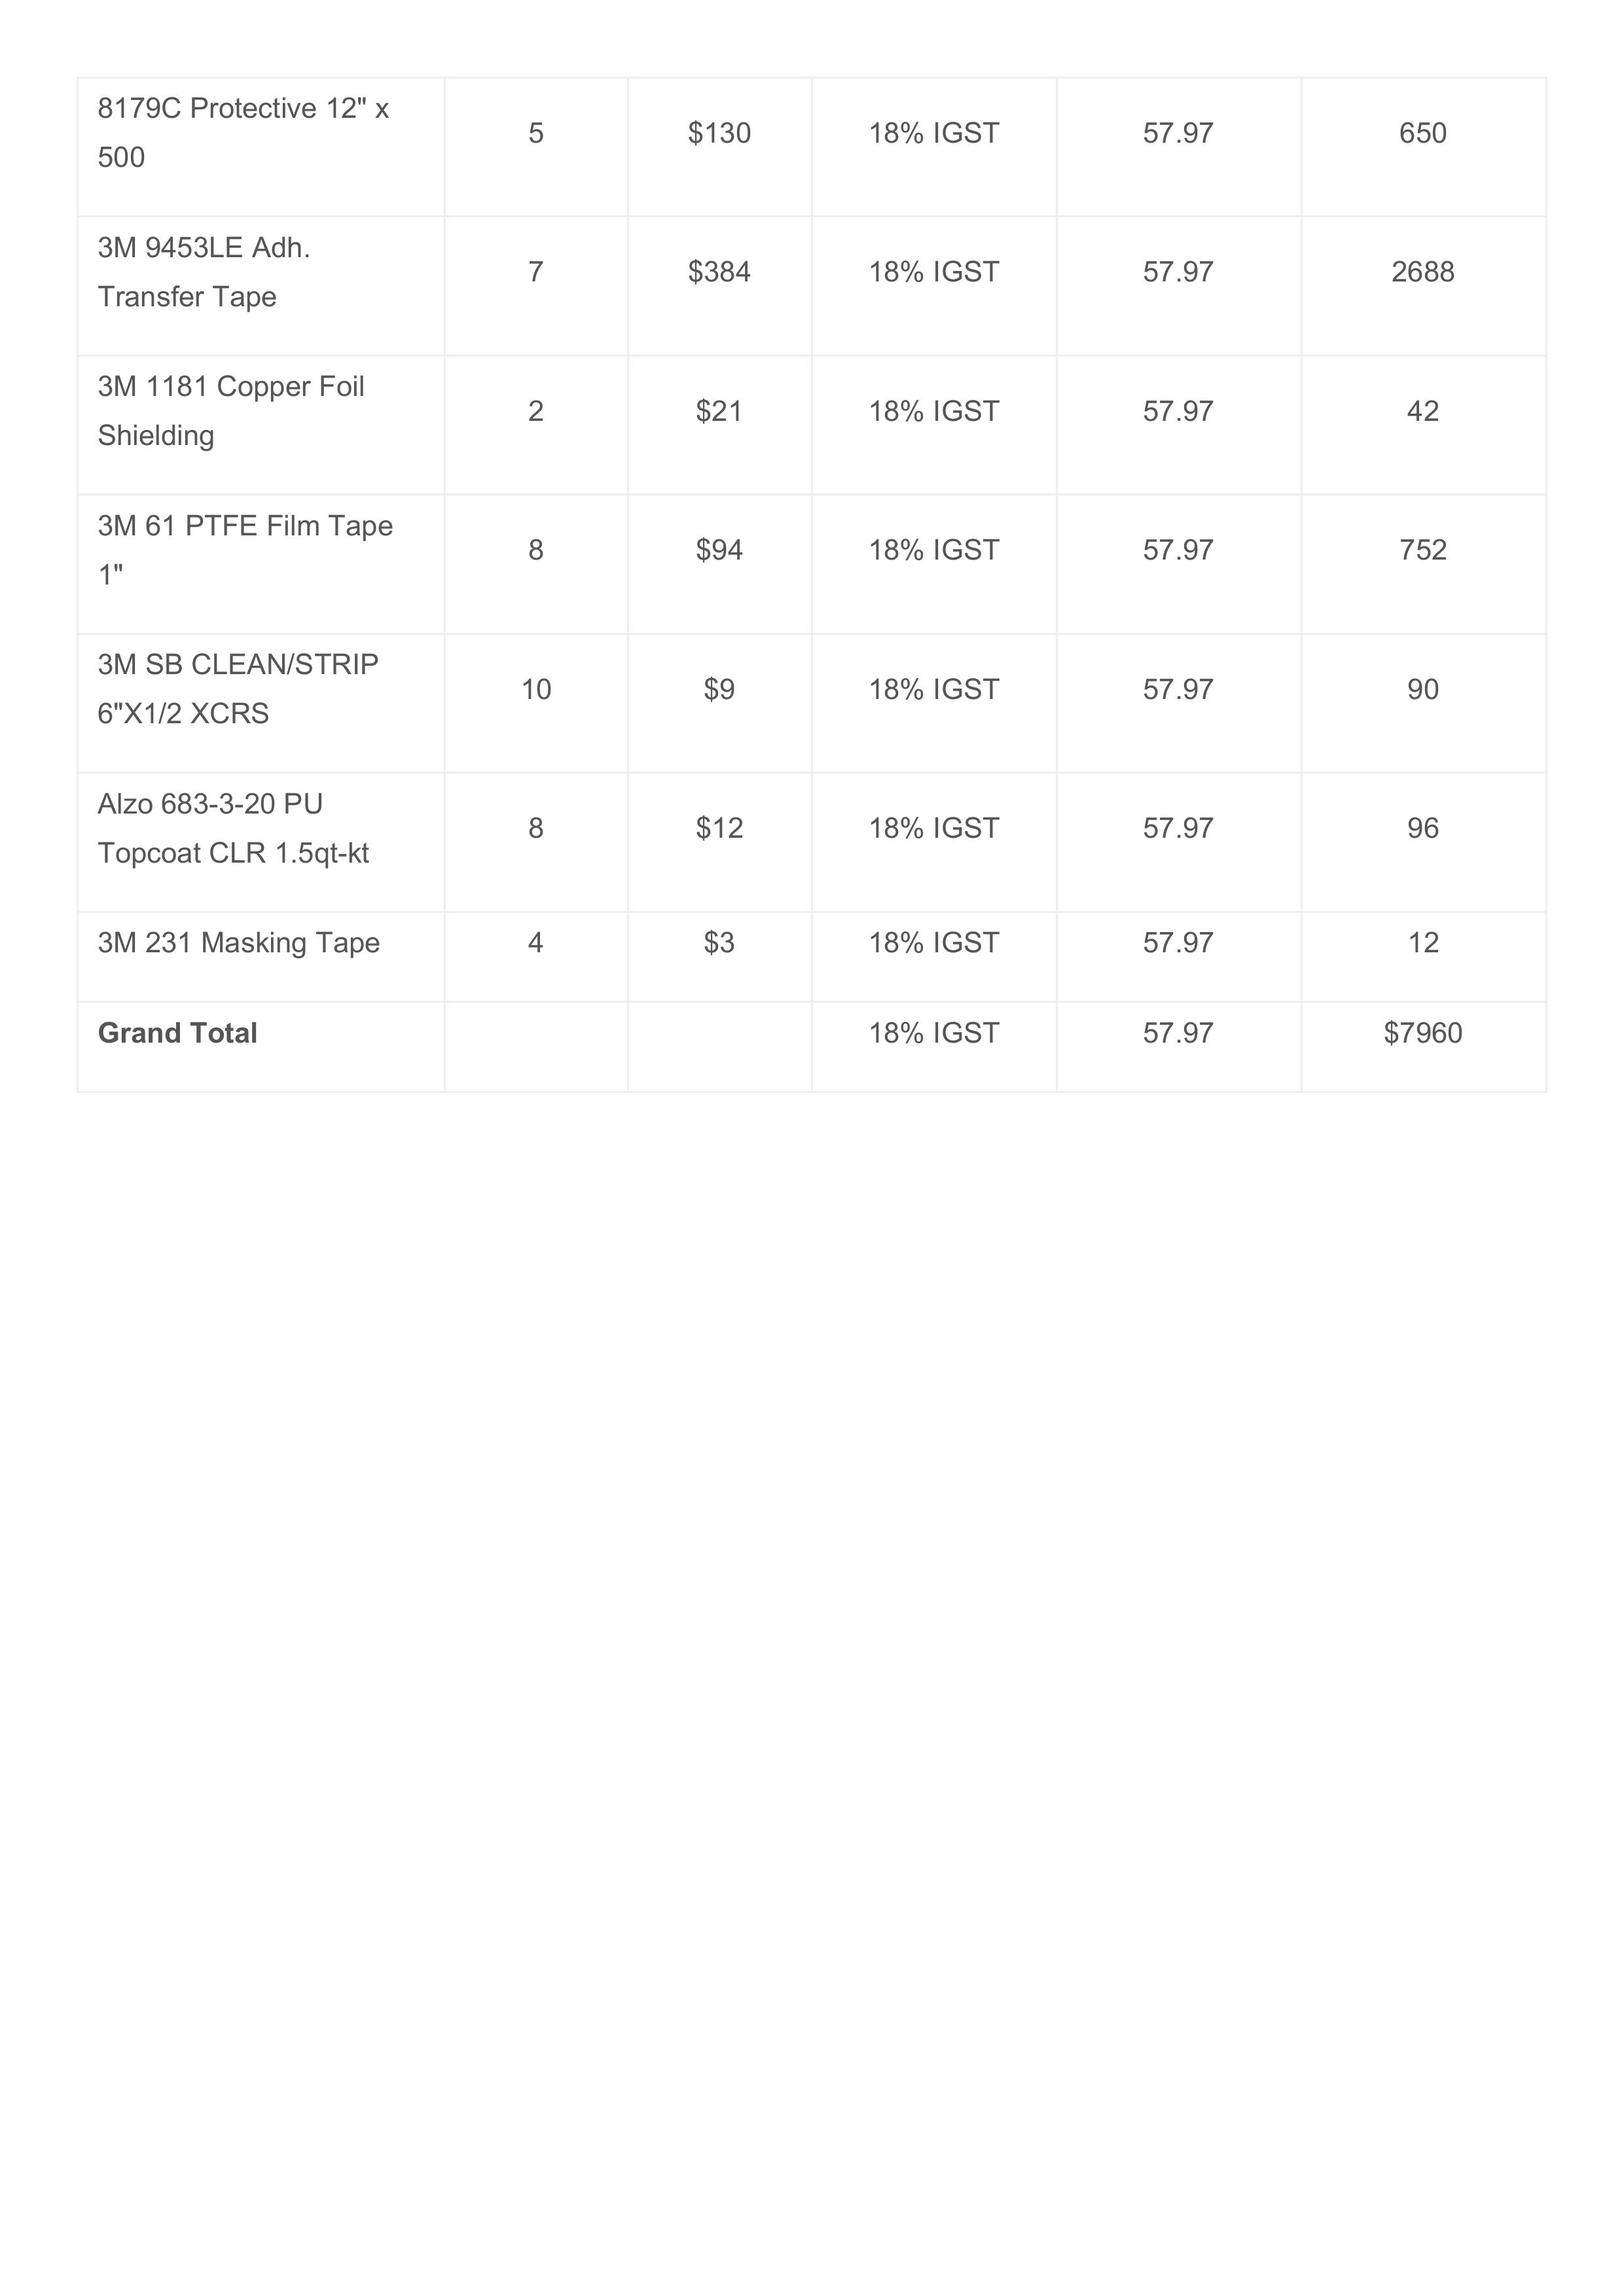 8179C Protective 12" x
500
5
$130
18% IGST
57.97
650
3M 9453LE Adh.
Transfer Tape
7
$384
18% IGST
57.97
2688
3M 1181 Copper Foil
Shielding
2
$21
18% IGST
57.97
42
3M 61 PTFE Film Tape
1"
8
$94
18% IGST
57.97
752
3M SB CLEAN/STRIP
6"X1/2 XCRS
10
$9
18% IGST
57.97
90
Alzo 683-3-20 PU
Topcoat CLR 1.5qt-kt
8
$12
18% IGST
57.97
96
3M 231 Masking Tape
4
$3
18% IGST
57.97
12
Grand Total
18% IGST
57.97
$7960